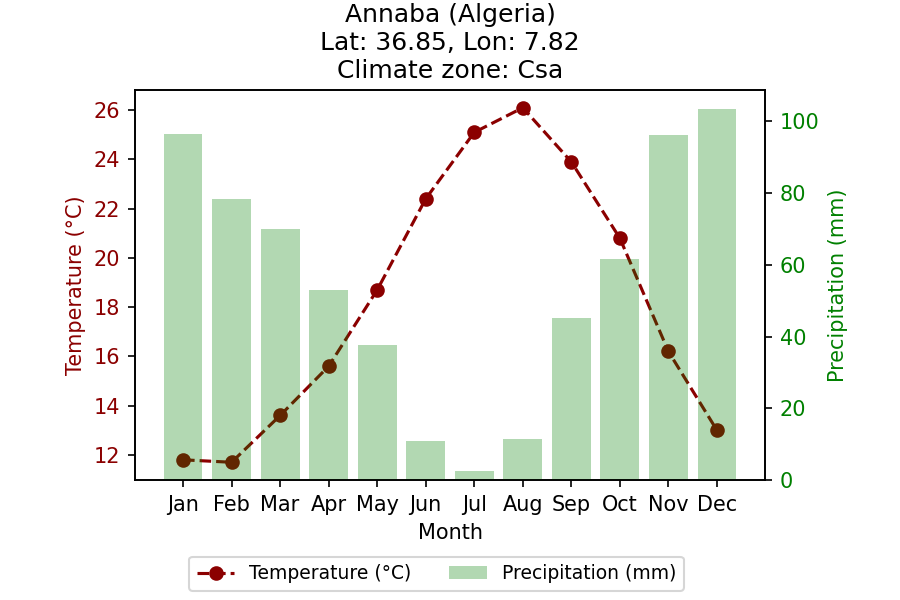 Annaba (Algeria)
Lat: 36.85, Lon: 7.82
Climate zone: Csa
Temperature (°C)
26
24
22
20
18
16
14
12
100
80
60
40
20
0
Precipitation (mm)
Jan Feb Mar Apr May Jun Jul Aug Sep Oct Nov Dec
Month
Temperature (°C) Precipitation (mm)